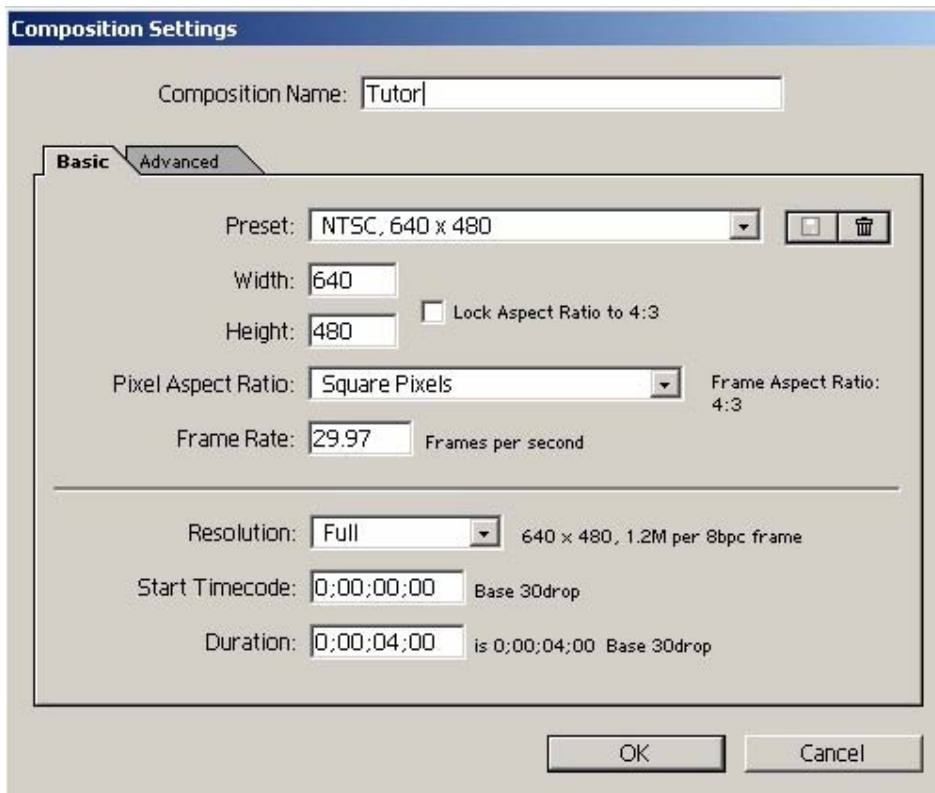 Composition Settings
Composition Name: Tutor
Basic Advanced
Preset: NTSC, 640 x 480
Width: 640
Lock Aspect Ratio to 4:3
Height: 480
Pixel Aspect Ratio: Square Pixels
Frame Aspect Ratio:
4:3
Frame Rate: 29.97 Frames per second
Resolution: Full 640 x 480, 1.2M per 8bpc frame
Start Timecode: 0;00;00;00 Base 30drop
Duration: 0;00;04;00 is 0;00;04;00 Base 30drop
OK Cancel